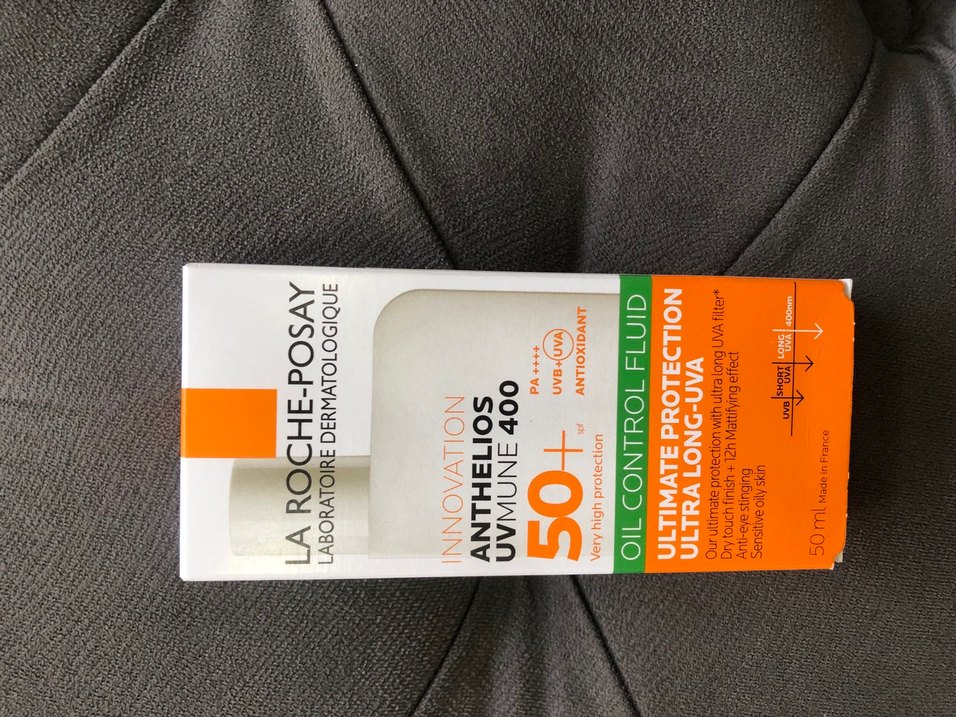 LA ROCHE-POSAY
LABORATOIRE DERMATOLOGIQUE
INNOVATION
ANTHELIOS
UVMUNE 400
50+
spf
Very high protection
PA ++++
UVB+UVA
ANTIOXIDANT
OIL CONTROL FLUID
ULTIMATE PROTECTION
ULTRA LONG-UVA
Our ultimate protection with ultra long UVA filter*
Dry touch finish + 12h Mattifying effect
Anti-eye stinging
Sensitive oily skin
UVB
SHORT UVA
LONG UVA
400nm
50 ml Made in France